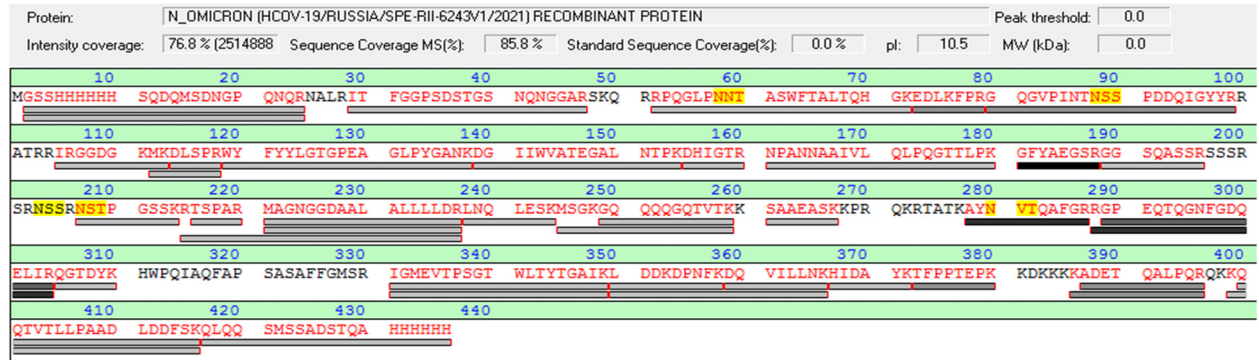 Protein: N_OMICRON (HCOV-19/RUSSIA/SPE-RII-6243V1/2021) RECOMBINANT PROTEIN Peak threshold: 0.0
Intensity coverage: 76.8 % (2514888 Sequence Coverage MS(%): 85.8 % Standard Sequence Coverage(%): 0.0 % pI: 10.5 MW (kDa): 0.0
10 20 30 40 50 60 70 80 90 100
MGSSHHHHHH SQDQMSDNGP QNQRNALRIT FGGPSDSTGS NQNGGARSKQ RRPQGLPNNT ASWFTALTQH GKEDLKFPRG QGVPINTNSS PDDQIGYYRR
110 120 130 140 150 160 170 180 190 200
ATRRIRGGDG KMKDLSPRWY FYYLGTGPEA GLPYGANKDG IIWVATEGAL NTPKDHIGTR NPANNAAIVL QLPQGTTLPK GFYAEGSRGG SQASSRSSSR
210 220 230 240 250 260 270 280 290 300
SRNSSRNSTP GSSKRTSPAR MAGNGGDAAL ALLLLDRLNQ LESKMSGKGQ QQQGQTVTKK SAAEASKKPR QKRTATKAYN VTQAFGRRGP EQTQGNFGDQ
310 320 330 340 350 360 370 380 390 400
ELIRQGTDYK HWPQIAQFAP SASAFFGMSR IGMEVTPSGT WLTYTGAIKL DDKDPNFKDQ VILLNKHIDA YKTFPPTEPK KDKKKKADET QALPQRQKKQ
410 420 430 440
QTVTLLPAAD LDDFSKQLQQ SMSSADSTQA HHHHHH